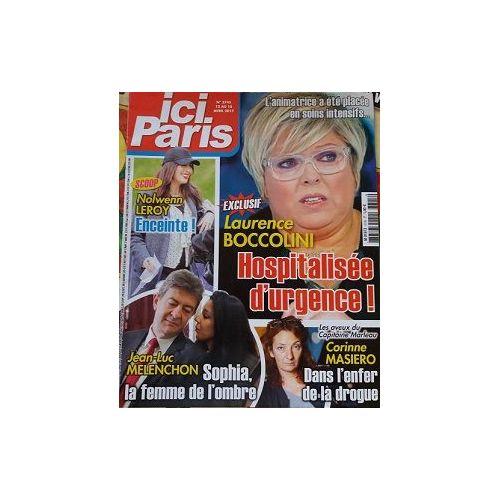 ici
Paris
L'animatrice a été placée
en soins intensifs...
SCOOP
Nolwenn
LEROY
Enceinte !
EXCLUSIF
Laurence
BOCCOLINI
Hospitalisée
d'urgence !
Jean-Luc
MELENCHON
Sophia,
la femme de l'ombre
Les aveux du
Capitaine Marleau
Corinne
MASIERO
Dans l'enfer
de la drogue